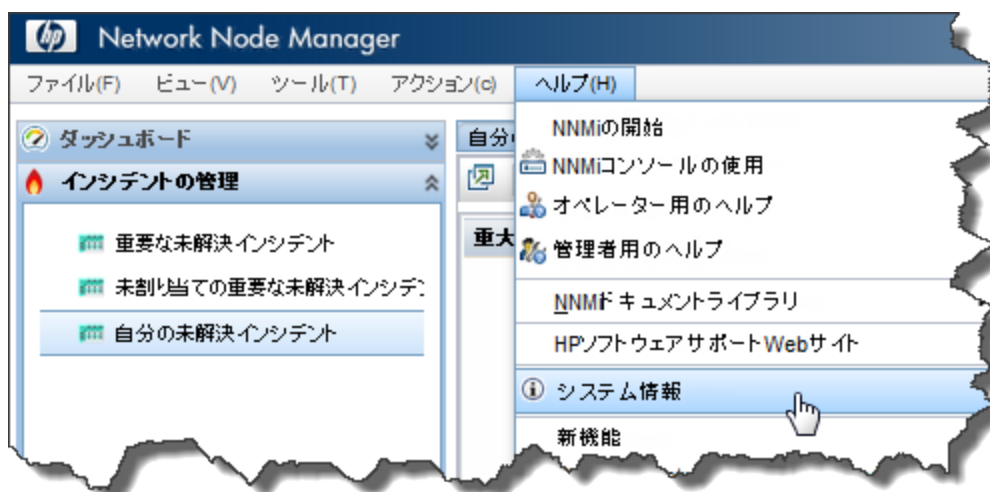 hp Network Node Manager
ファイル(F) ビュー(V) ツール(T) アクション(c) ヘルプ(H)
ダッシュボード
インシデントの管理
重要な未解決インシデント
未割り当ての重要な未解決インシデ
自分の未解決インシデント
自分
重大
NNMiの開始
NNMiコンソールの使用
オペレーター用のヘルプ
管理者用のヘルプ
NNMiドキュメントライブラリ
HPソフトウェアサポートWebサイト
システム情報
新機能